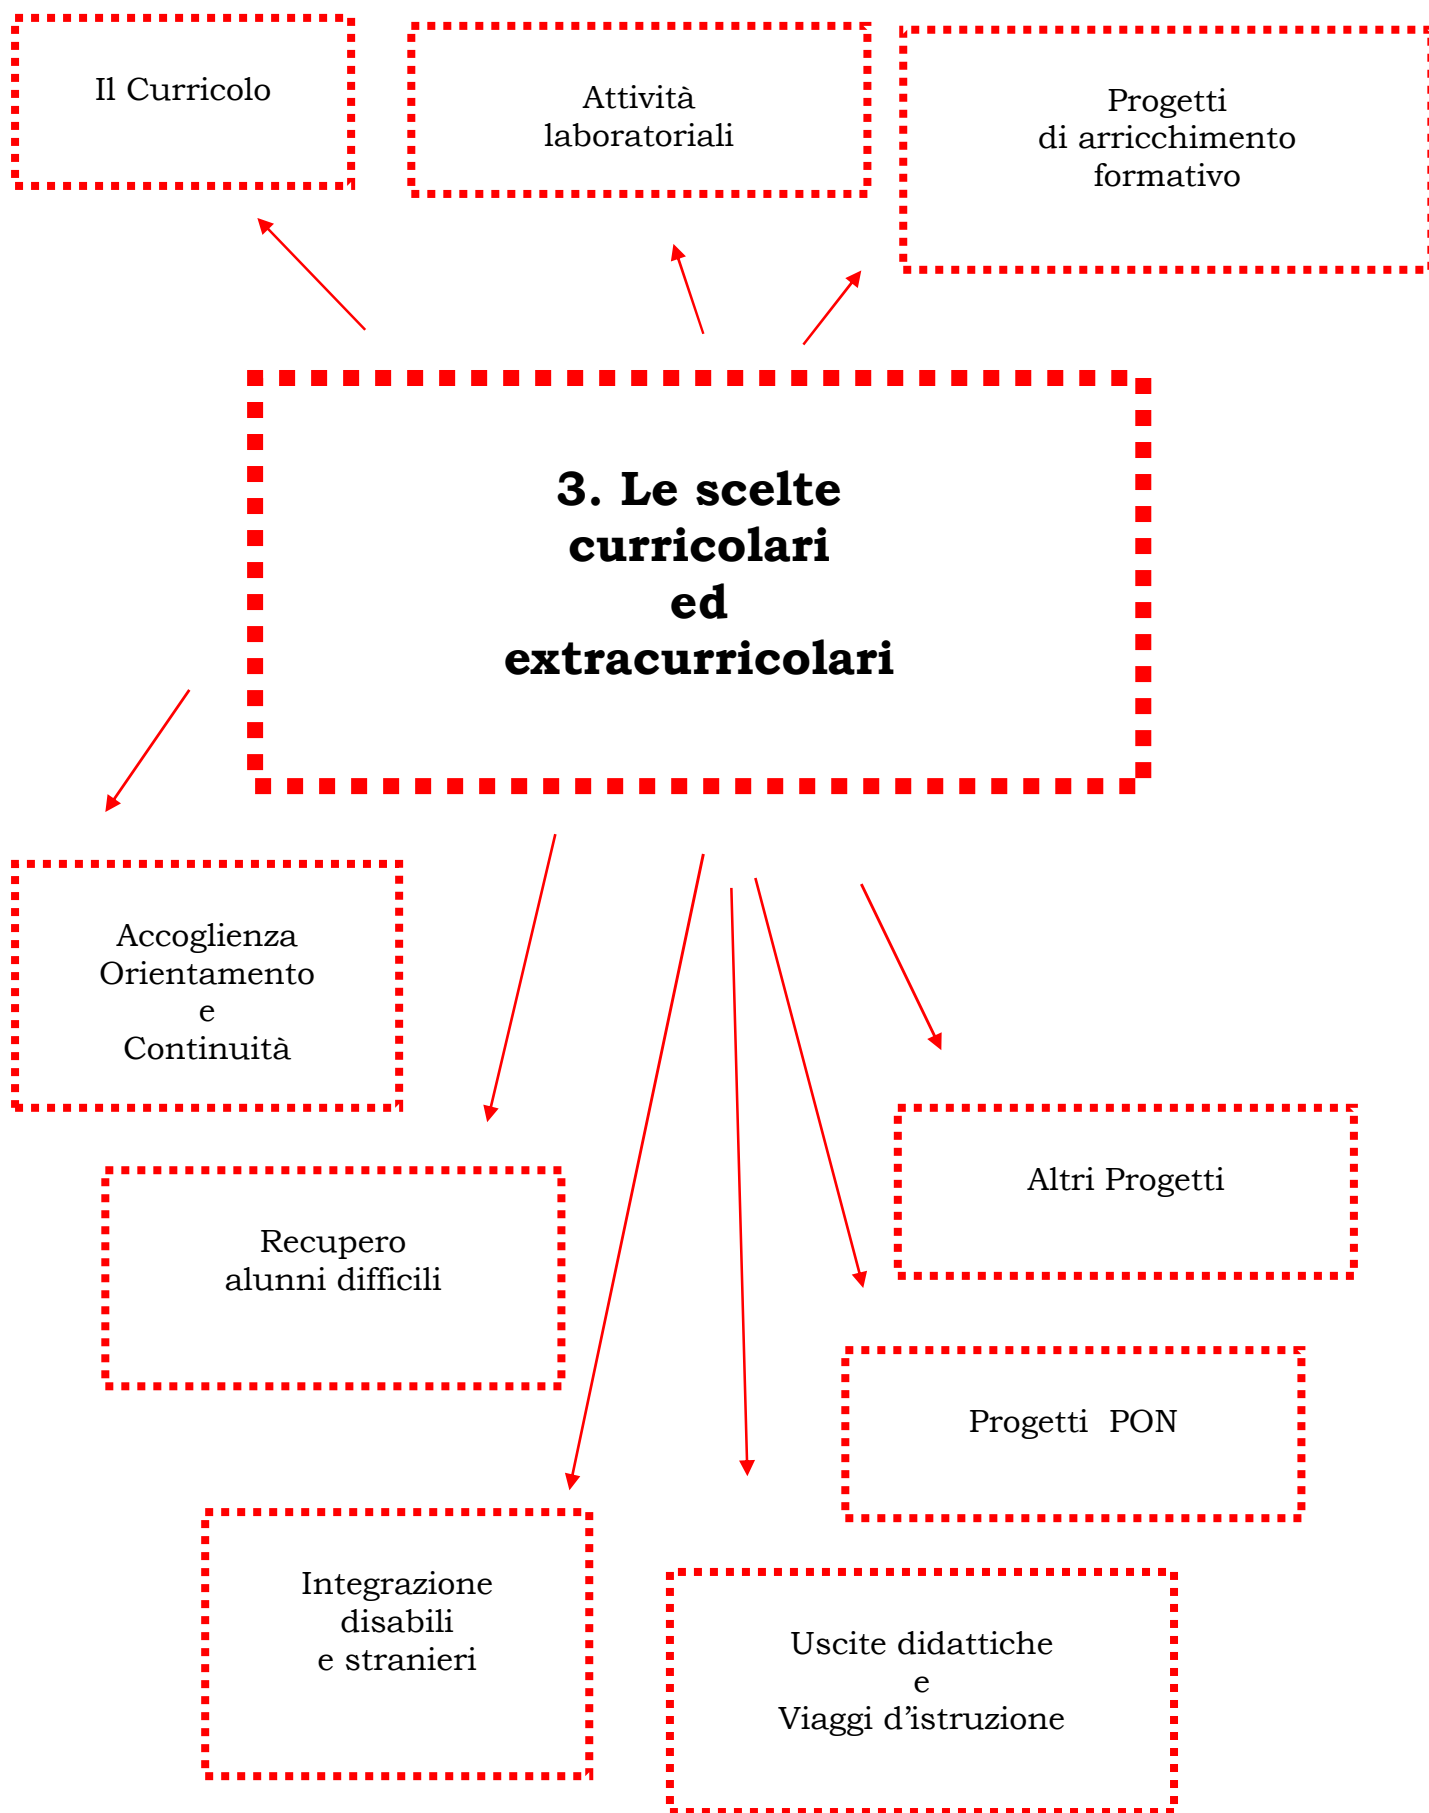 Il Curricolo
Attività
laboratoriali
Progetti
di arricchimento
formativo
3. Le scelte
curricolari
ed
extracurricolari
Accoglienza
Orientamento
e
Continuità
Recupero
alunni difficili
Altri Progetti
Progetti  PON
Integrazione
disabili
e stranieri
Uscite didattiche
e
Viaggi d’istruzione